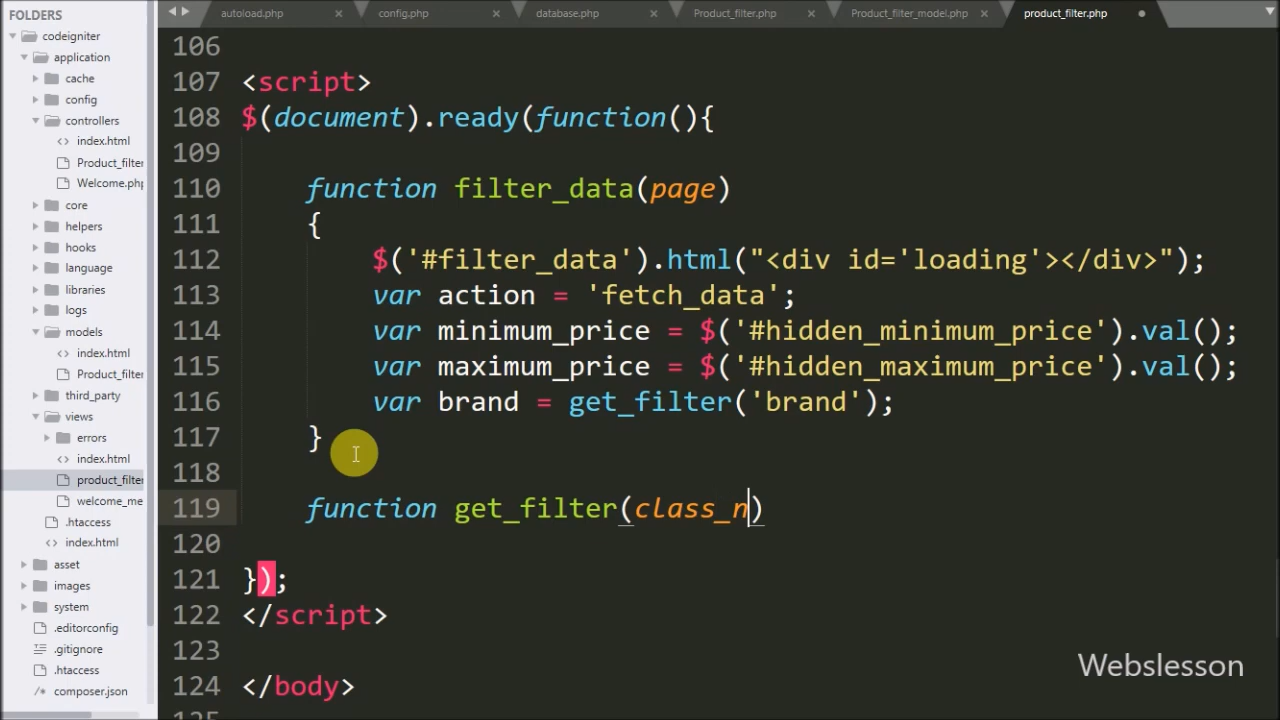 FOLDERS
codeigniter
application
cache
config
controllers
index.html
Product_filter
Welcome.php
core
helpers
hooks
language
libraries
logs
models
index.html
Product_filter
third_party
views
errors
index.html
product_filter
welcome_me
.htaccess
index.html
asset
images
system
.editorconfig
.gitignore
.htaccess
composer.json
autoload.php × config.php × database.php × Product_filter.php × Product_filter_model.php × product_filter.php
106
107 <script>
108 $(document).ready(function(){
109
110 function filter_data(page)
111 {
112 $('#filter_data').html("<div id='loading'></div>");
113 var action = 'fetch_data';
114 var minimum_price = $('#hidden_minimum_price').val();
115 var maximum_price = $('#hidden_maximum_price').val();
116 var brand = get_filter('brand');
117 }
118
119 function get_filter(class_n)
120
121 });
122 </script>
123
124 </body>
Webslesson